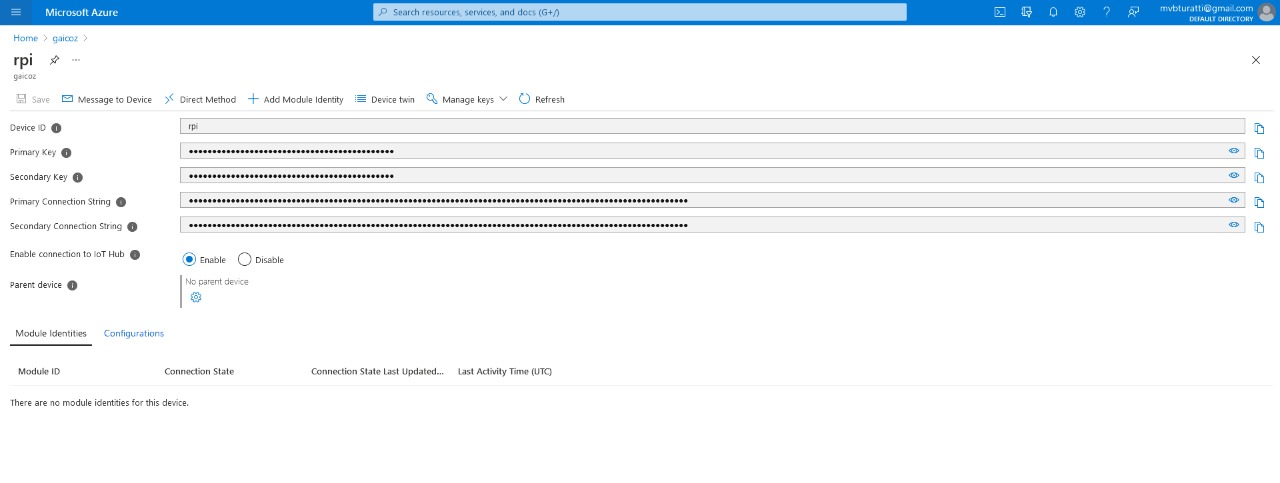 Microsoft Azure
Search resources, services, and docs (G+/)
mvbturatti@gmail.com
DEFAULT DIRECTORY
Home > gaicoz >
rpi
gaicoz
Save Message to Device Direct Method Add Module Identity Device twin Manage keys Refresh
Device ID
rpi
Primary Key
Secondary Key
Primary Connection String
Secondary Connection String
Enable connection to IoT Hub
Enable Disable
Parent device
No parent device
Module Identities Configurations
Module ID Connection State Connection State Last Updated... Last Activity Time (UTC)
There are no module identities for this device.